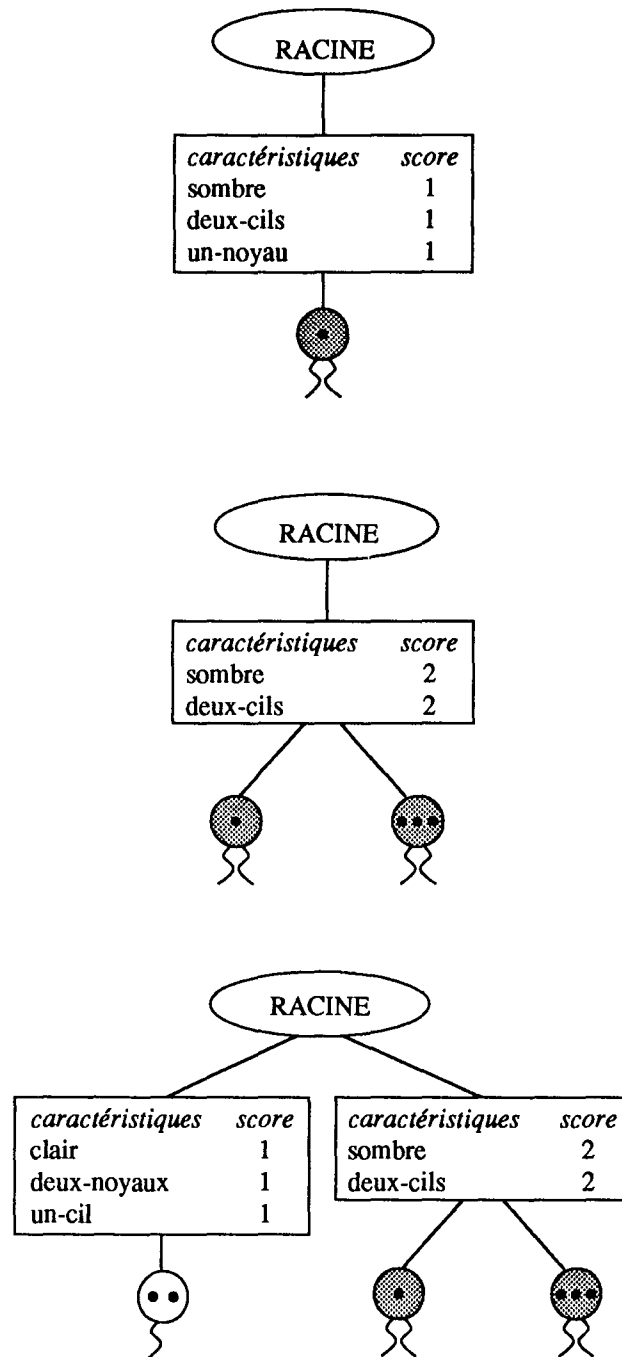 RACINE
caractéristiques score
sombre 1
deux-cils 1
un-noyau 1
RACINE
caractéristiques score
sombre 2
deux-cils 2
RACINE
caractéristiques score
clair 1
deux-noyaux 1
un-cil 1
caractéristiques score
sombre 2
deux-cils 2